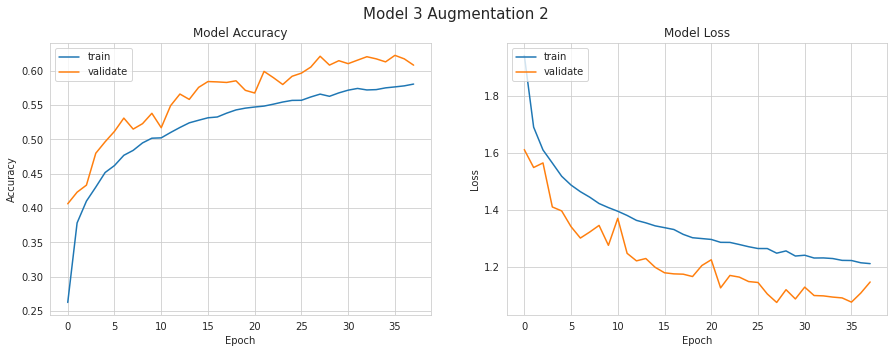 Model 3 Augmentation 2
Model Accuracy
train
validate
0.60
0.55
0.50
0.45
0.40
0.35
0.30
0.25
Accuracy
0 5 10 15 20 25 30 35
Epoch
Model Loss
train
validate
1.8
1.6
1.4
1.2
Loss
0 5 10 15 20 25 30 35
Epoch